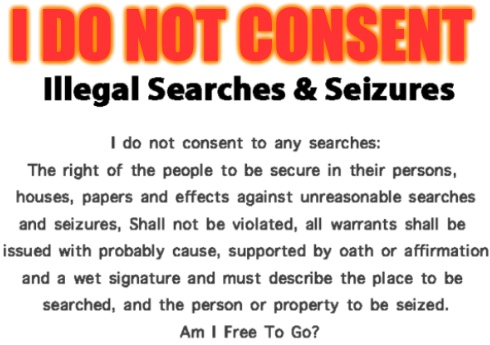 I DO NOT CONSENT
Illegal Searches & Seizures
I do not consent to any searches:
The right of the people to be secure in their persons,
houses, papers and effects against unreasonable searches
and seizures, Shall not be violated, all warrants shall be
issued with probably cause, supported by oath or affirmation
and a wet signature and must describe the place to be
searched, and the person or property to be seized.
Am I Free To Go?